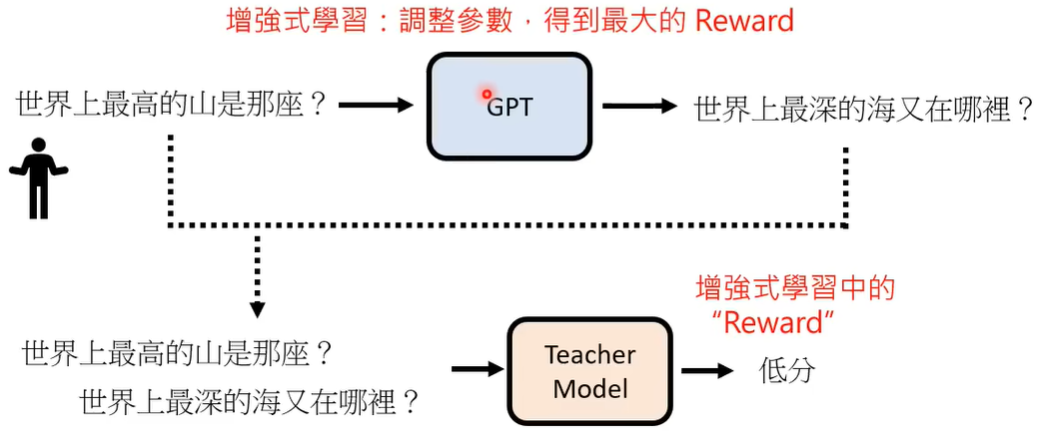 增強式學習：調整參數，得到最大的 Reward
世界上最高的山是那座？
GPT
世界上最深的海又在哪裡？
增強式學習中的
“Reward”
世界上最高的山是那座？
世界上最深的海又在哪裡？
Teacher
Model
低分